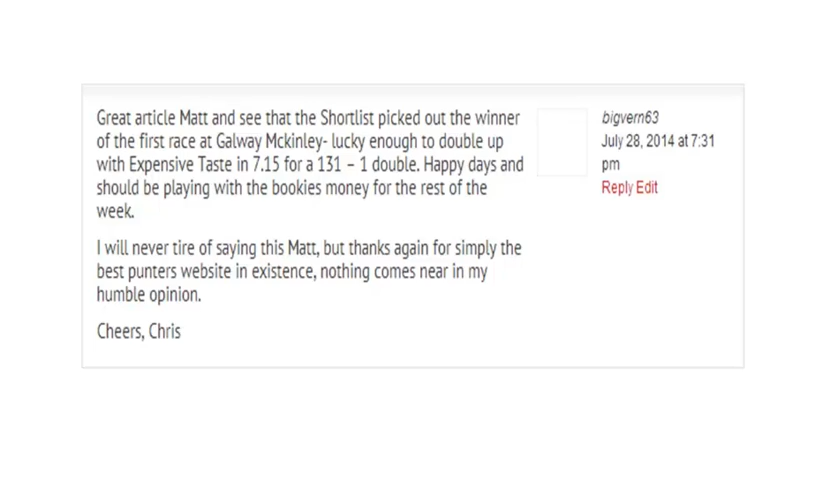 Great article Matt and see that the Shortlist picked out the winner
of the first race at Galway Mckinley- lucky enough to double up
with Expensive Taste in 7.15 for a 131 – 1 double. Happy days and
should be playing with the bookies money for the rest of the
week.
I will never tire of saying this Matt, but thanks again for simply the
best punters website in existence, nothing comes near in my
humble opinion.
Cheers, Chris
bigvern63
July 28, 2014 at 7:31
pm
Reply Edit